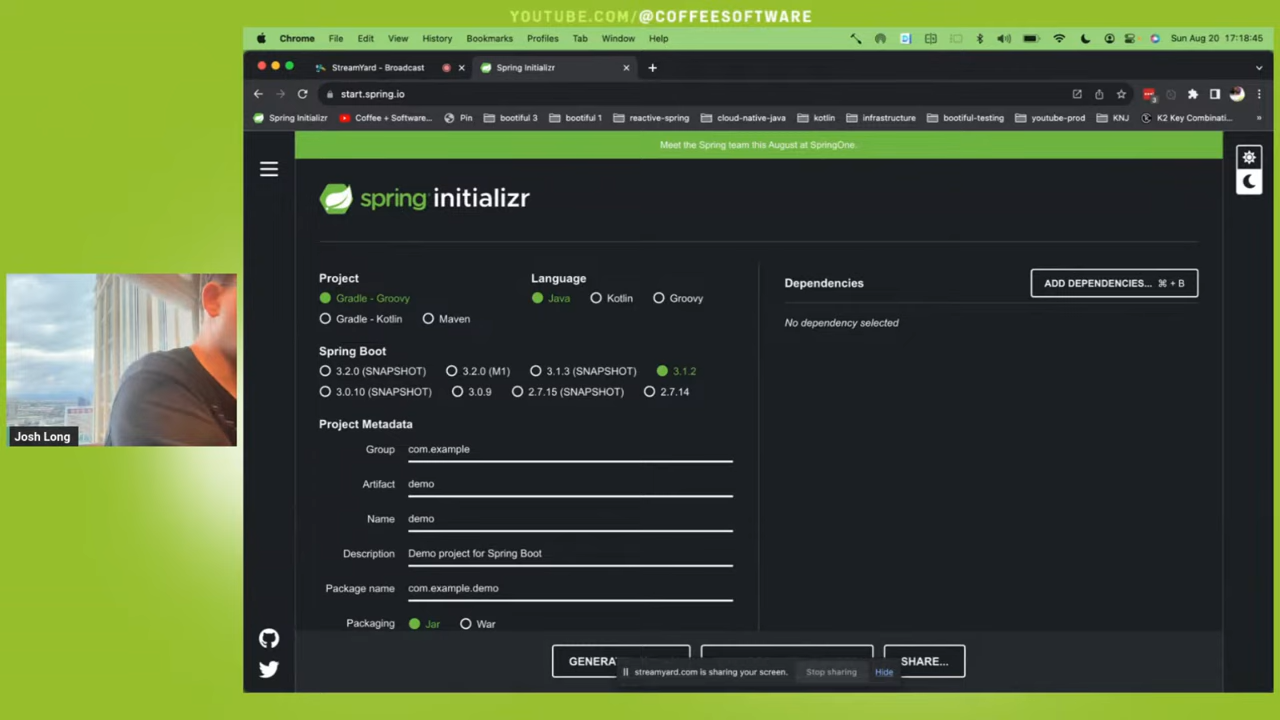 YOUTUBE.COM/@COFFEESOFTWARE
Chrome File Edit View History Bookmarks Profiles Tab Window Help Sun Aug 20 17:18:45
StreamYard - Broadcast Spring Initializr
start.spring.io
Spring Initializr Coffee + Software... Pin bootiful 3 bootiful 1 reactive-spring cloud-native-java kotlin infrastructure bootiful-testing youtube-prod KNJ K2 Key Combinati... »
Meet the Spring team this August at SpringOne.
spring initializr
Project Language
Gradle - Groovy Java Kotlin Groovy
Gradle - Kotlin Maven
Dependencies ADD DEPENDENCIES... ⌘ + B
No dependency selected
Spring Boot
3.2.0 (SNAPSHOT) 3.2.0 (M1) 3.1.3 (SNAPSHOT) 3.1.2
3.0.10 (SNAPSHOT) 3.0.9 2.7.15 (SNAPSHOT) 2.7.14
Project Metadata
Group com.example
Artifact demo
Name demo
Description Demo project for Spring Boot
Package name com.example.demo
Packaging Jar War
Josh Long
SHARE...
streamyard.com is sharing your screen. Stop sharing Hide